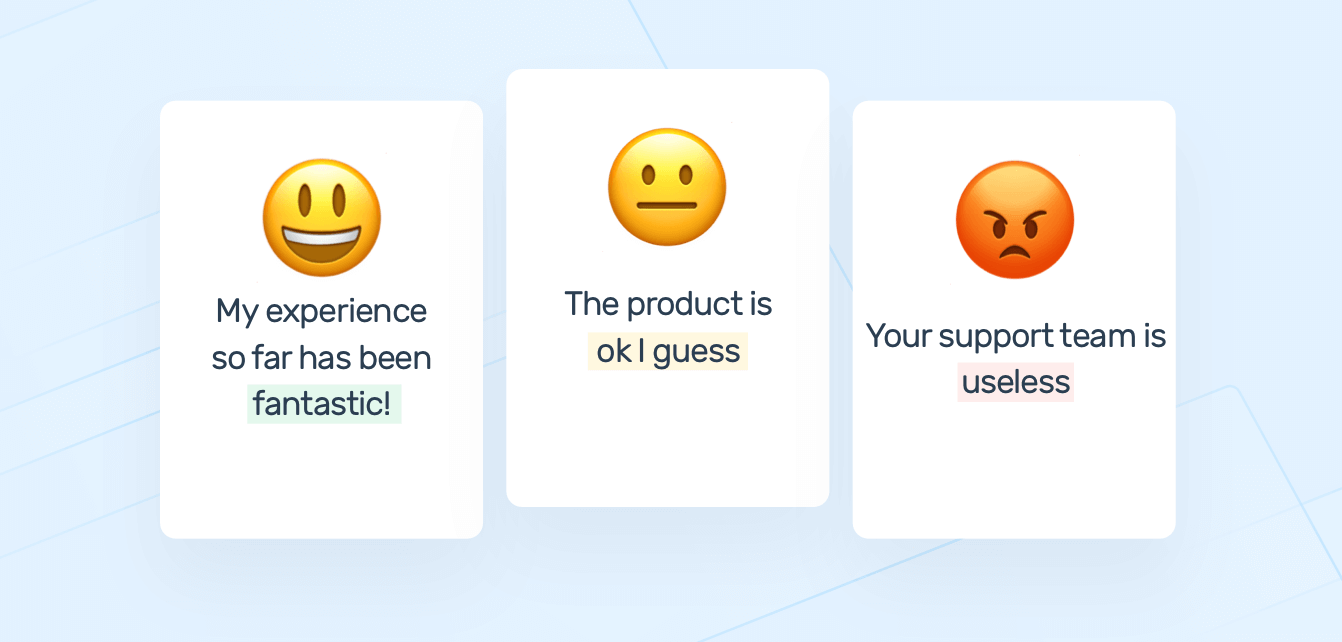 My experience
so far has been
fantastic!
The product is
ok I guess
Your support team is
useless